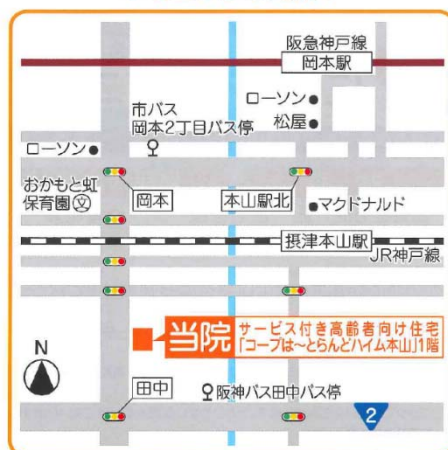 阪急神戸線
岡本駅
ローソン
松屋
市バス
岡本2丁目バス停
ローソン
おかもと虹
保育園
文
岡本
本山駅北
マクドナルド
摂津本山駅
JR神戸線
当院
サービス付き高齢者向け住宅
「コープは〜とらんどハイム本山」1階
N
田中
阪神バス田中バス停
2